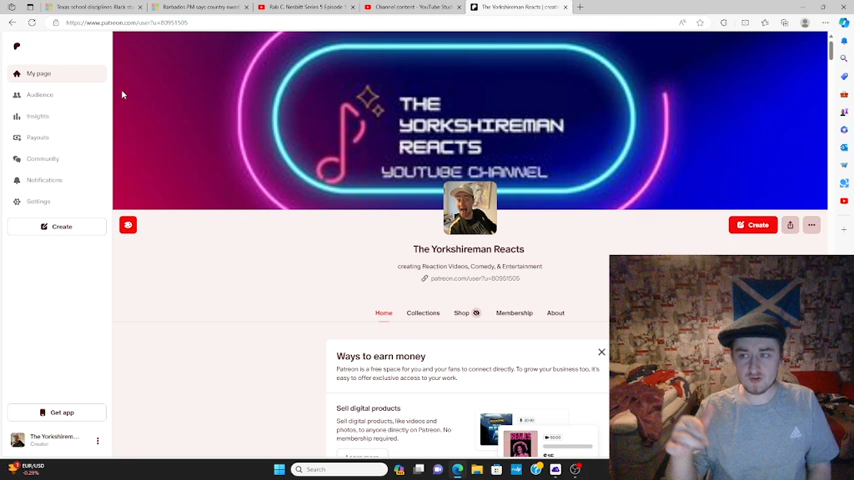 Texas school disciplines Black stu
Barbados PM says country owed
Rab C. Nesbitt Series 5 Episode 1
Channel content - YouTube Studi
The Yorkshireman Reacts | creati
https://www.patreon.com/user?u=80951505
My page
Audience
Insights
Payouts
Community
Notifications
Settings
Create
Get app
The Yorkshirem...
Creator
THE
YORKSHIREMAN
REACTS
YOUTUBE CHANNEL
Create
The Yorkshireman Reacts
creating Reaction Videos, Comedy, & Entertainment
patreon.com/user?u=80951505
Home
Collections
Shop
Membership
About
Ways to earn money
Patreon is a free space for you and your fans to connect directly. To grow your business too, it's
easy to offer exclusive access to your work.
Sell digital products
Sell digital products, like videos and
photos, to anyone directly on Patreon. No
membership required.
Learn more
EUR/USD
-0.29%
Search